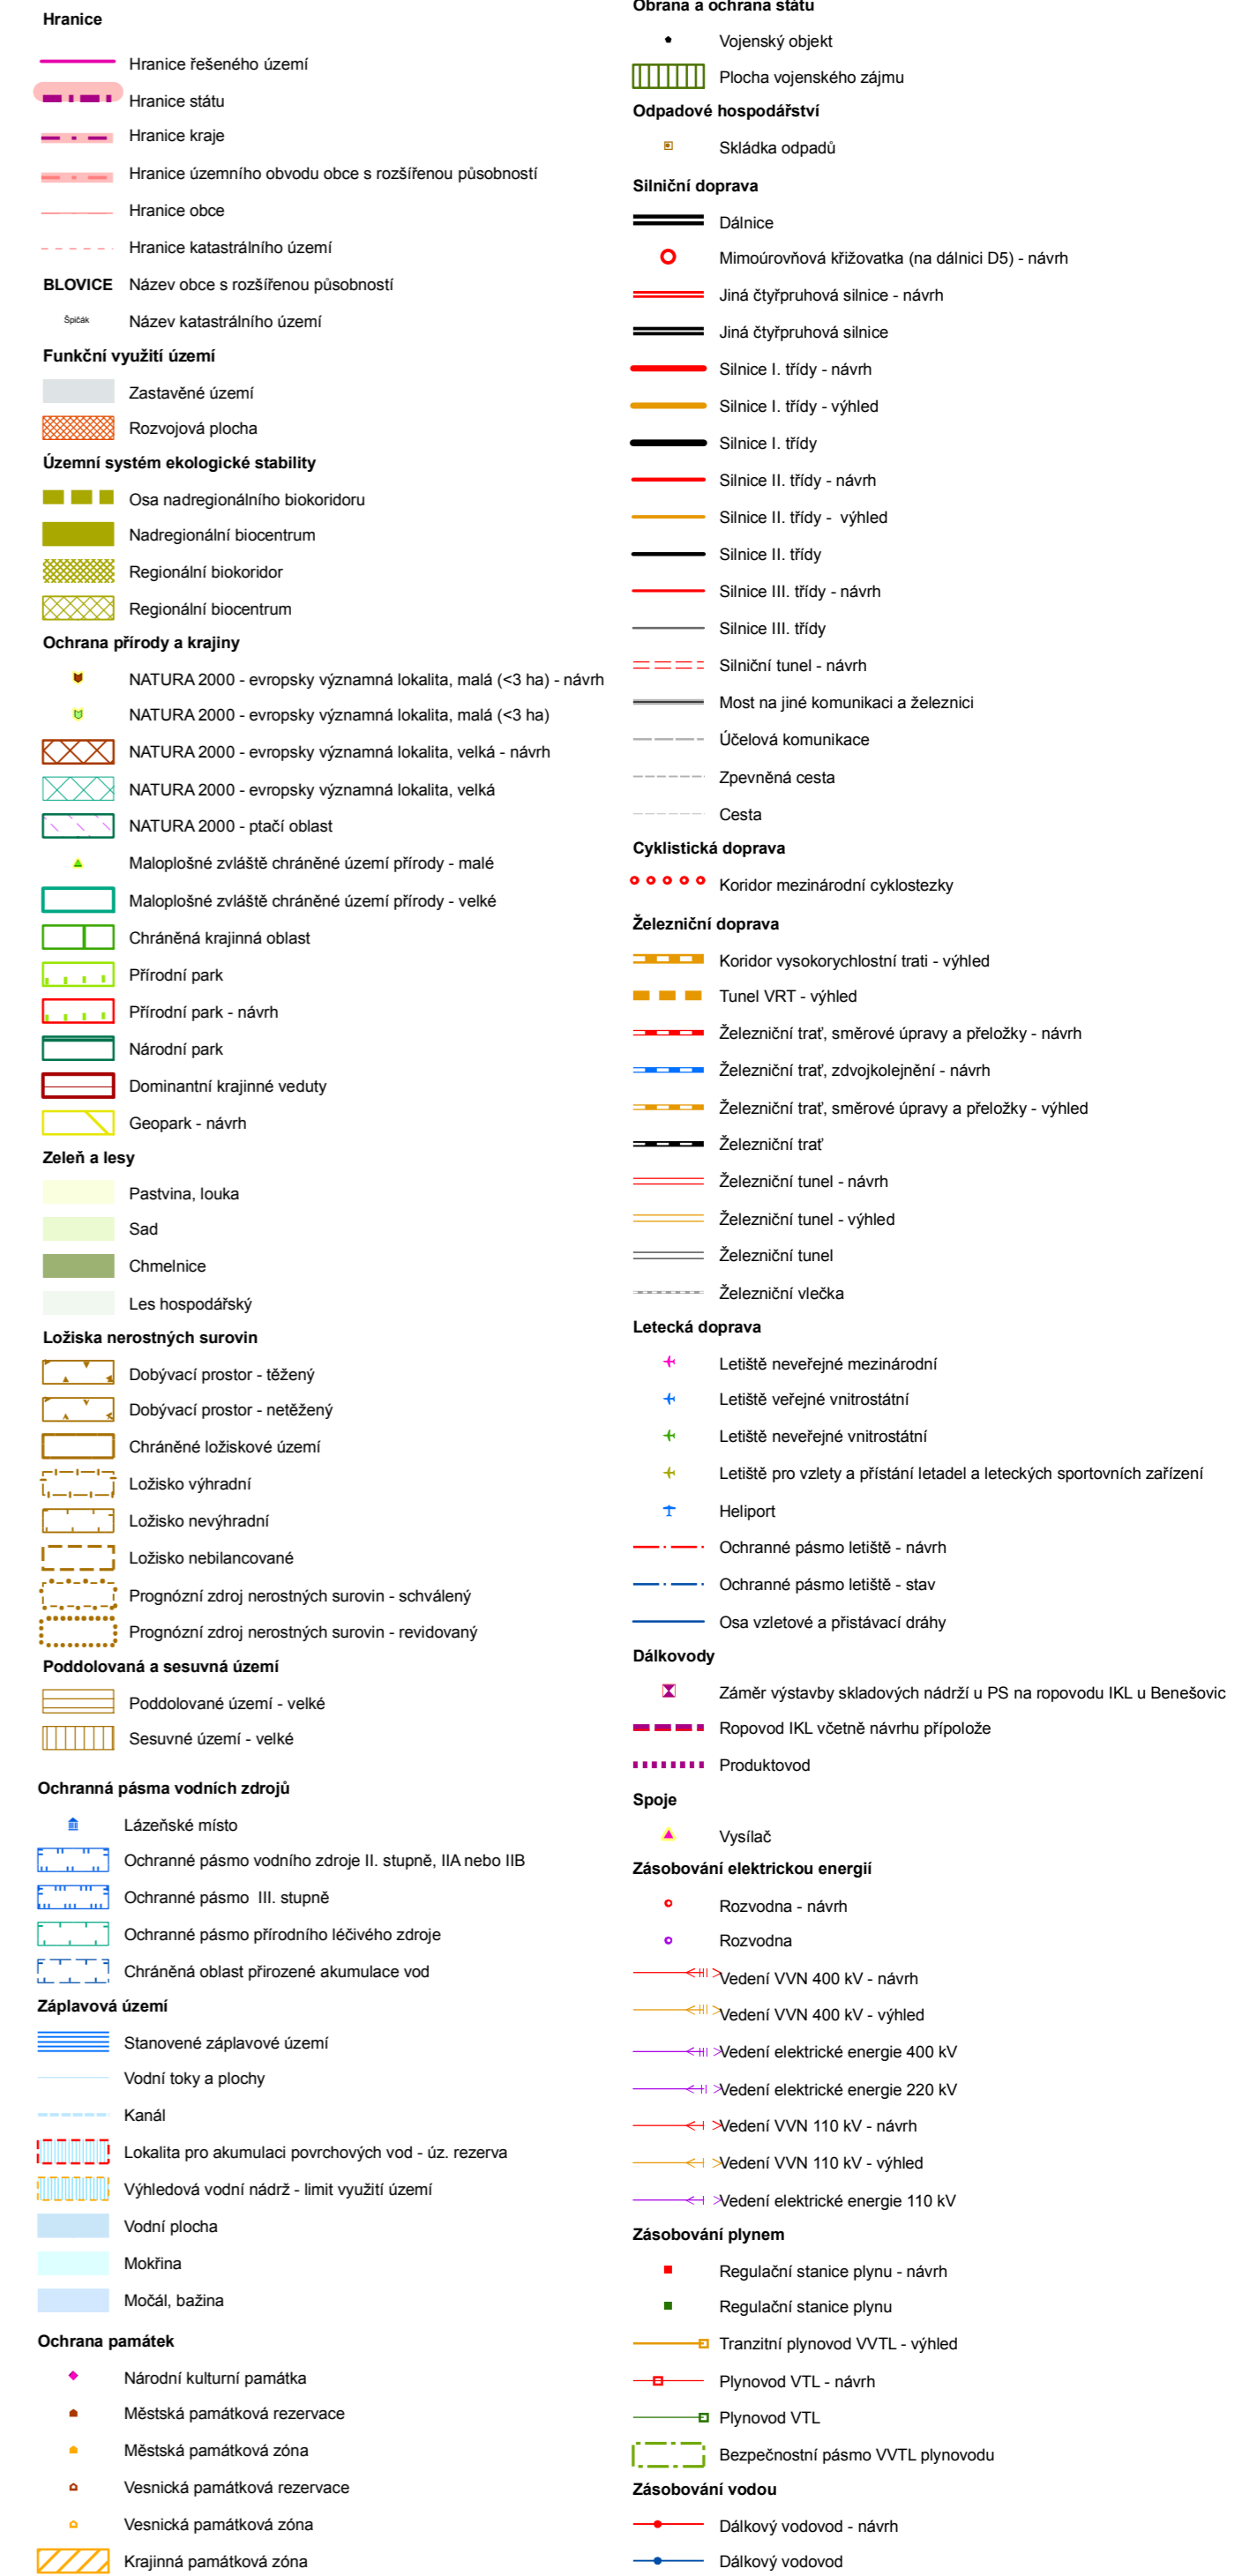 Hranice
Hranice řešeného území
Hranice státu
Hranice kraje
Hranice územního obvodu obce s rozšířenou působností
Hranice obce
Hranice katastrálního území
BLOVICE Název obce s rozšířenou působností
Špičák Název katastrálního území
Funkční využití území
Zastavěné území
Rozvojová plocha
Územní systém ekologické stability
Osa nadregionálního biokoridoru
Nadregionální biocentrum
Regionální biokoridor
Regionální biocentrum
Ochrana přírody a krajiny
NATURA 2000 - evropsky významná lokalita, malá (<3 ha) - návrh
NATURA 2000 - evropsky významná lokalita, malá (<3 ha)
NATURA 2000 - evropsky významná lokalita, velká - návrh
NATURA 2000 - evropsky významná lokalita, velká
NATURA 2000 - ptačí oblast
Maloplošné zvláště chráněné území přírody - malé
Maloplošné zvláště chráněné území přírody - velké
Chráněná krajinná oblast
Přírodní park
Přírodní park - návrh
Národní park
Dominantní krajinné veduty
Geopark - návrh
Zeleň a lesy
Pastvina, louka
Sad
Chmelnice
Les hospodářský
Ložiska nerostných surovin
Dobývací prostor - těžený
Dobývací prostor - netěžený
Chráněné ložiskové území
Ložisko výhradní
Ložisko nevýhradní
Ložisko nebilancované
Prognózní zdroj nerostných surovin - schválený
Prognózní zdroj nerostných surovin - revidovaný
Poddolovaná a sesuvná území
Poddolované území - velké
Sesuvné území - velké
Ochranná pásma vodních zdrojů
Lázeňské místo
Ochranné pásmo vodního zdroje II. stupně, IIA nebo IIB
Ochranné pásmo III. stupně
Ochranné pásmo přírodního léčivého zdroje
Chráněná oblast přirozené akumulace vod
Záplavová území
Stanovené záplavové území
Vodní toky a plochy
Kanál
Lokalita pro akumulaci povrchových vod - úz. rezerva
Výhledová vodní nádrž - limit využití území
Vodní plocha
Mokřina
Močál, bažina
Ochrana památek
Národní kulturní památka
Městská památková rezervace
Městská památková zóna
Vesnická památková rezervace
Vesnická památková zóna
Krajinná památková zóna
Obrana a ochrana státu
Vojenský objekt
Plocha vojenského zájmu
Odpadové hospodářství
Skládka odpadů
Silniční doprava
Dálnice
Mimoúrovňová křižovatka (na dálnici D5) - návrh
Jiná čtyřpruhová silnice - návrh
Jiná čtyřpruhová silnice
Silnice I. třídy - návrh
Silnice I. třídy - výhled
Silnice I. třídy
Silnice II. třídy - návrh
Silnice II. třídy - výhled
Silnice II. třídy
Silnice III. třídy - návrh
Silnice III. třídy
Silniční tunel - návrh
Most na jiné komunikaci a železnici
Účelová komunikace
Zpevněná cesta
Cesta
Cyklistická doprava
Koridor mezinárodní cyklostezky
Železniční doprava
Koridor vysokorychlostní trati - výhled
Tunel VRT - výhled
Železniční trať, směrové úpravy a přeložky - návrh
Železniční trať, zdvojkolejnění - návrh
Železniční trať, směrové úpravy a přeložky - výhled
Železniční trať
Železniční tunel - návrh
Železniční tunel - výhled
Železniční tunel
Železniční vlečka
Letecká doprava
Letiště neveřejné mezinárodní
Letiště veřejné vnitrostátní
Letiště neveřejné vnitrostátní
Letiště pro vzlety a přístání letadel a leteckých sportovních zařízení
Heliport
Ochranné pásmo letiště - návrh
Ochranné pásmo letiště - stav
Osa vzletové a přistávací dráhy
Dálkovody
Záměr výstavby skladových nádrží u PS na ropovodu IKL u Benešovic
Ropovod IKL včetně návrhu přípolože
Produktovod
Spoje
Vysílač
Zásobování elektrickou energií
Rozvodna - návrh
Rozvodna
Vedení VVN 400 kV - návrh
Vedení VVN 400 kV - výhled
Vedení elektrické energie 400 kV
Vedení elektrické energie 220 kV
Vedení VVN 110 kV - návrh
Vedení VVN 110 kV - výhled
Vedení elektrické energie 110 kV
Zásobování plynem
Regulační stanice plynu - návrh
Regulační stanice plynu
Tranzitní plynovod VVTL - výhled
Plynovod VTL - návrh
Plynovod VTL
Bezpečnostní pásmo VVTL plynovodu
Zásobování vodou
Dálkový vodovod - návrh
Dálkový vodovod